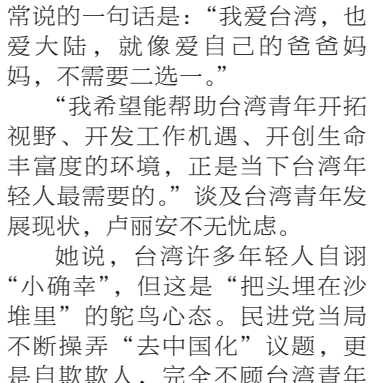 常说的一句话是：“我爱台湾，也
爱大陆，就像爱自己的爸爸妈
妈，不需要二选一。”
“我希望能帮助台湾青年开拓
视野、开发工作机遇、开创生命
丰富度的环境，正是当下台湾年
轻人最需要的。”谈及台湾青年发
展现状，卢丽安不无忧虑。
她说，台湾许多年轻人自诩
“小确幸”，但这是“把头埋在沙
堆里”的鸵鸟心态。民进党当局
不断操弄“去中国化”议题，更
是自欺欺人，完全不顾台湾青年